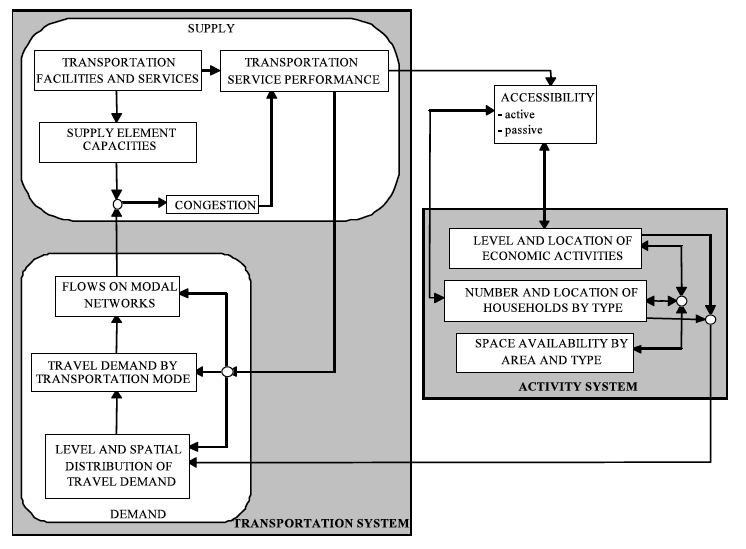 SUPPLY
TRANSPORTATION
FACILITIES AND SERVICES
TRANSPORTATION
SERVICE PERFORMANCE
SUPPLY ELEMENT
CAPACITIES
CONGESTION
ACCESSIBILITY
- active
- passive
LEVEL AND LOCATION OF
ECONOMIC ACTIVITIES
NUMBER AND LOCATION OF
HOUSEHOLDS BY TYPE
SPACE AVAILABILITY BY
AREA AND TYPE
ACTIVITY SYSTEM
FLOWS ON MODAL
NETWORKS
TRAVEL DEMAND BY
TRANSPORTATION MODE
LEVEL AND SPATIAL
DISTRIBUTION OF
TRAVEL DEMAND
DEMAND
TRANSPORTATION SYSTEM